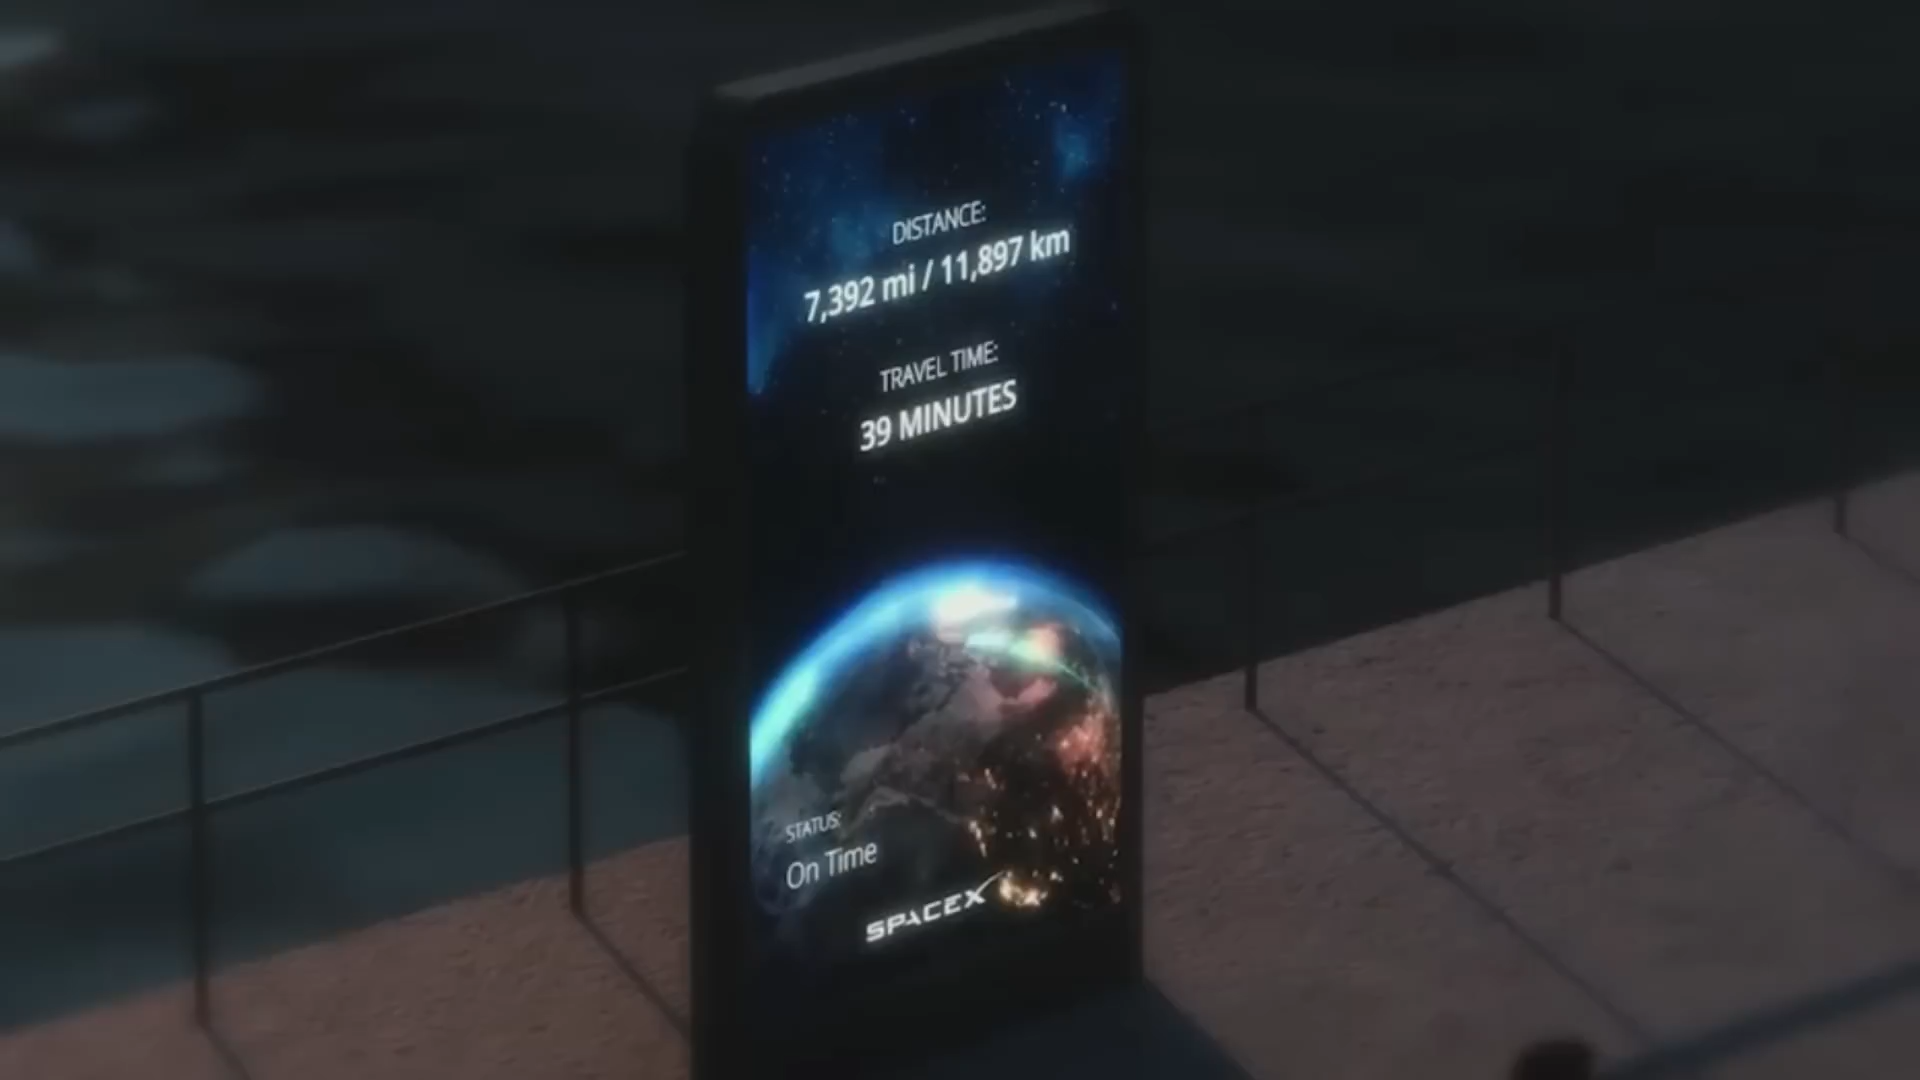 DISTANCE:
7,392 mi / 11,897 km
TRAVEL TIME:
39 MINUTES
STATUS:
On Time
SPACEX